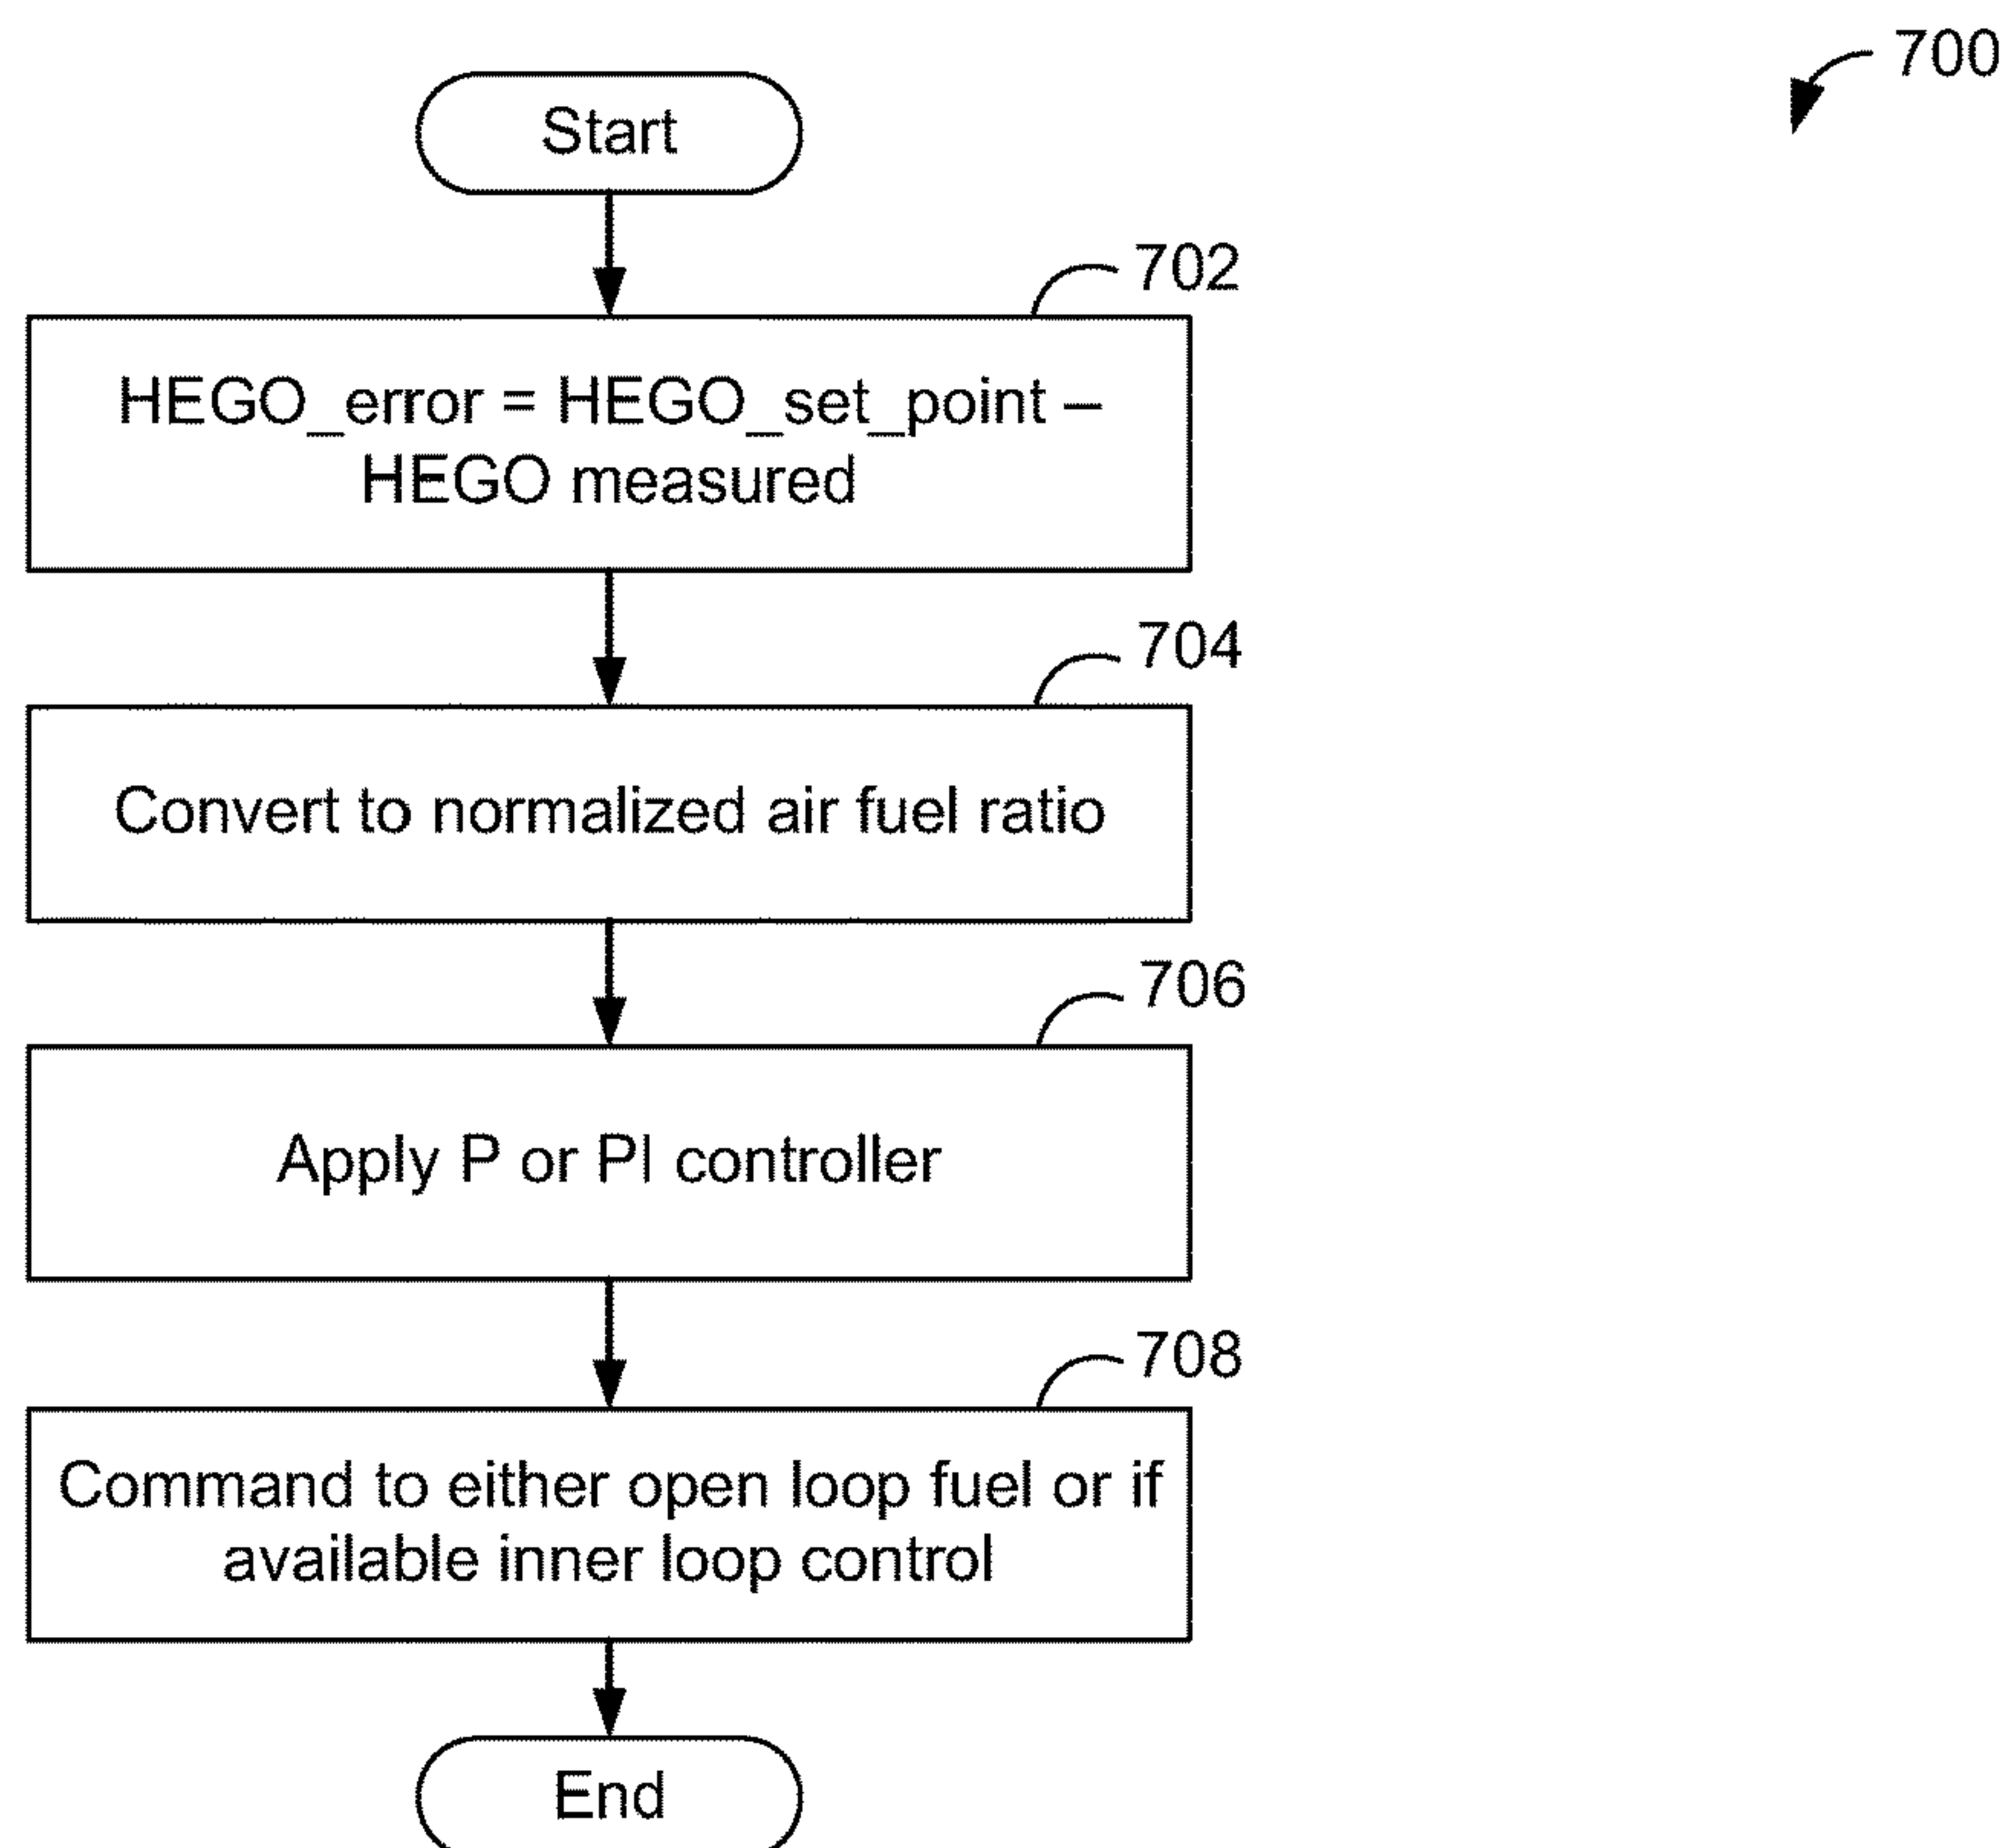 700
Start
702
HEGO_error = HEGO_set_point –
HEGO measured
704
Convert to normalized air fuel ratio
706
Apply P or PI controller
708
Command to either open loop fuel or if
available inner loop control
End